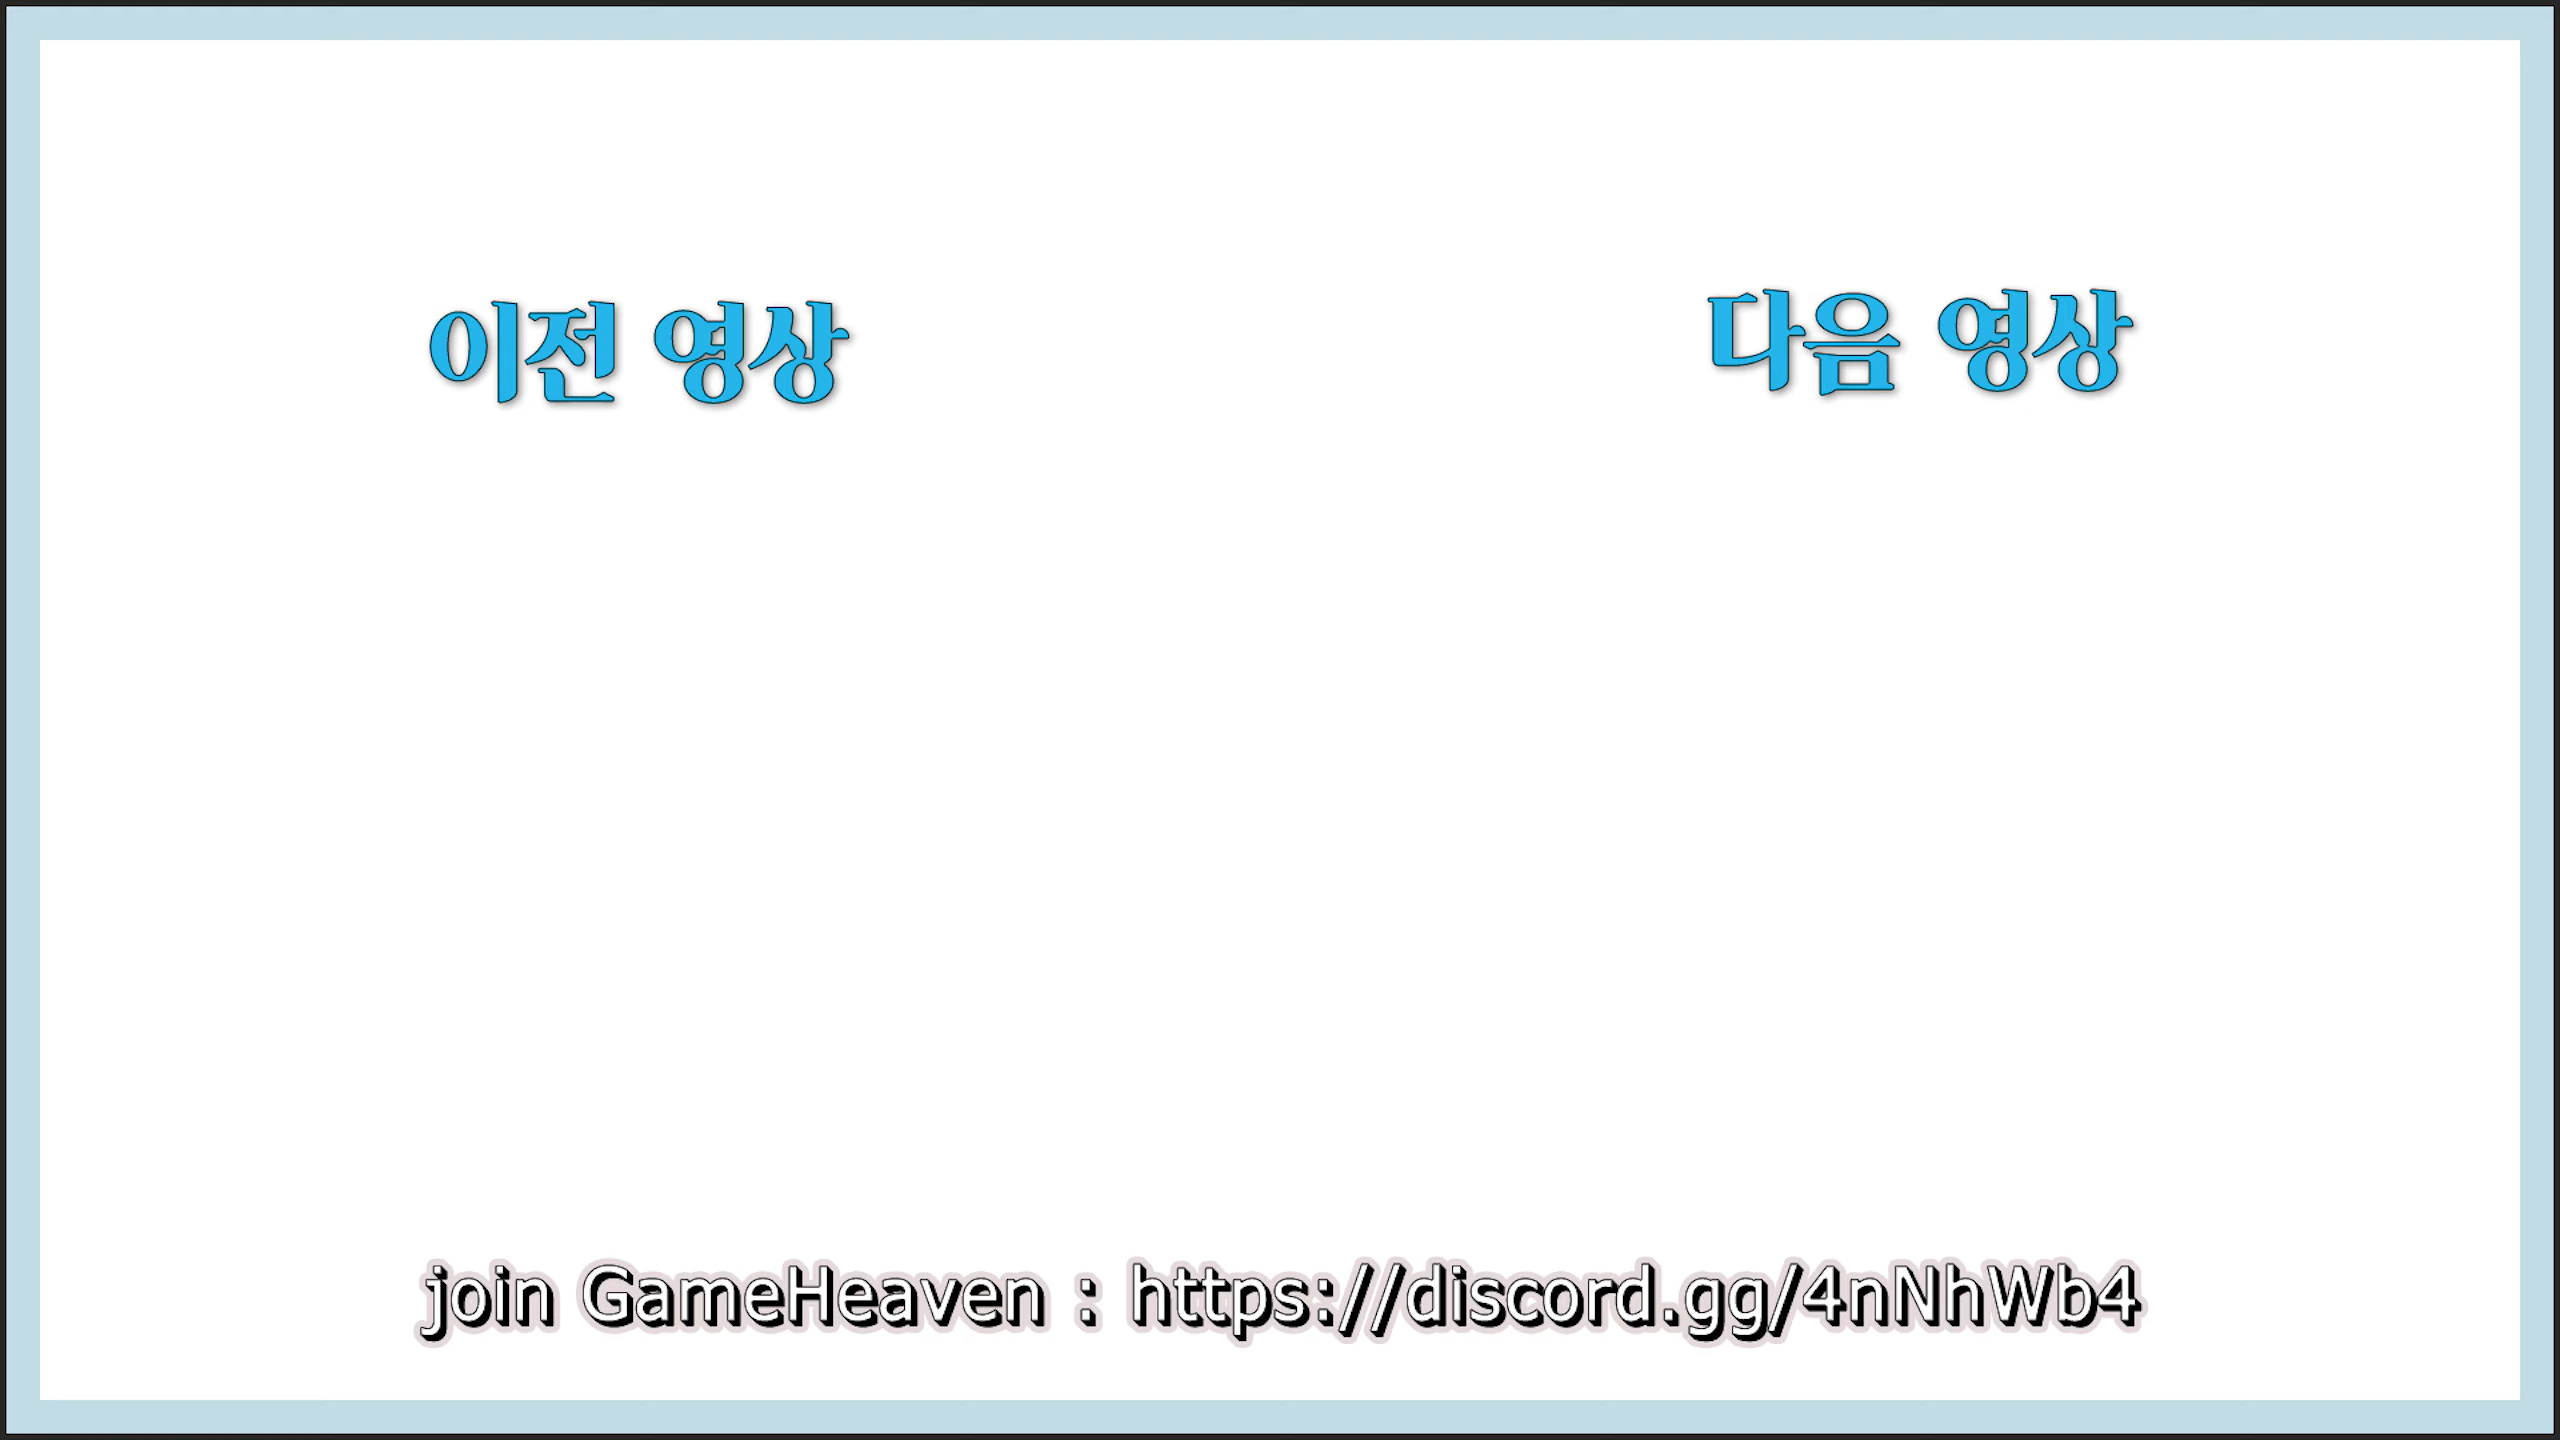 이전 영상
다음 영상
join GameHeaven : https://discord.gg/4nNhWb4